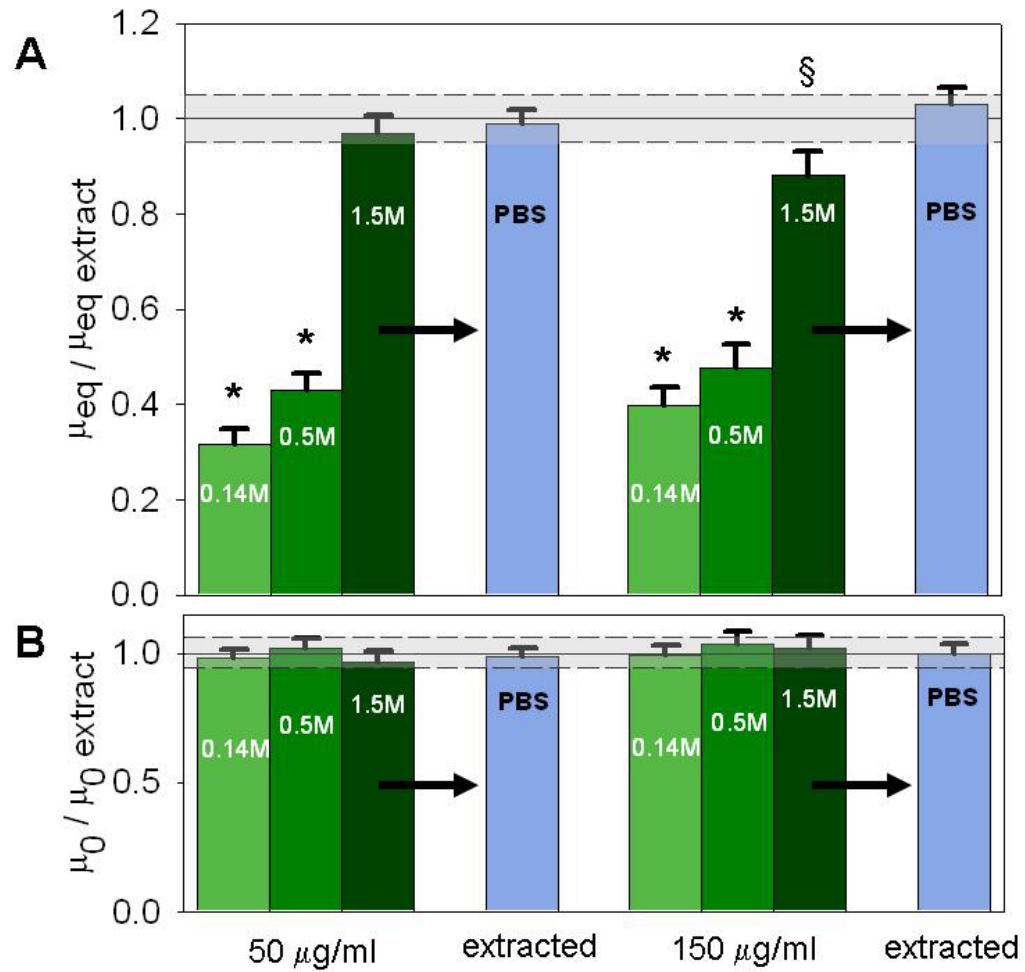 A
μeq / μeq extract
1.2
1.0
0.8
0.6
0.4
0.2
0.0
§
* * * *
0.14M 0.5M 1.5M PBS 0.14M 0.5M 1.5M PBS
B
μ0 / μ0 extract
1.0
0.5
0.0
0.14M 0.5M 1.5M PBS 0.14M 0.5M 1.5M PBS
50 μg/ml extracted 150 μg/ml extracted